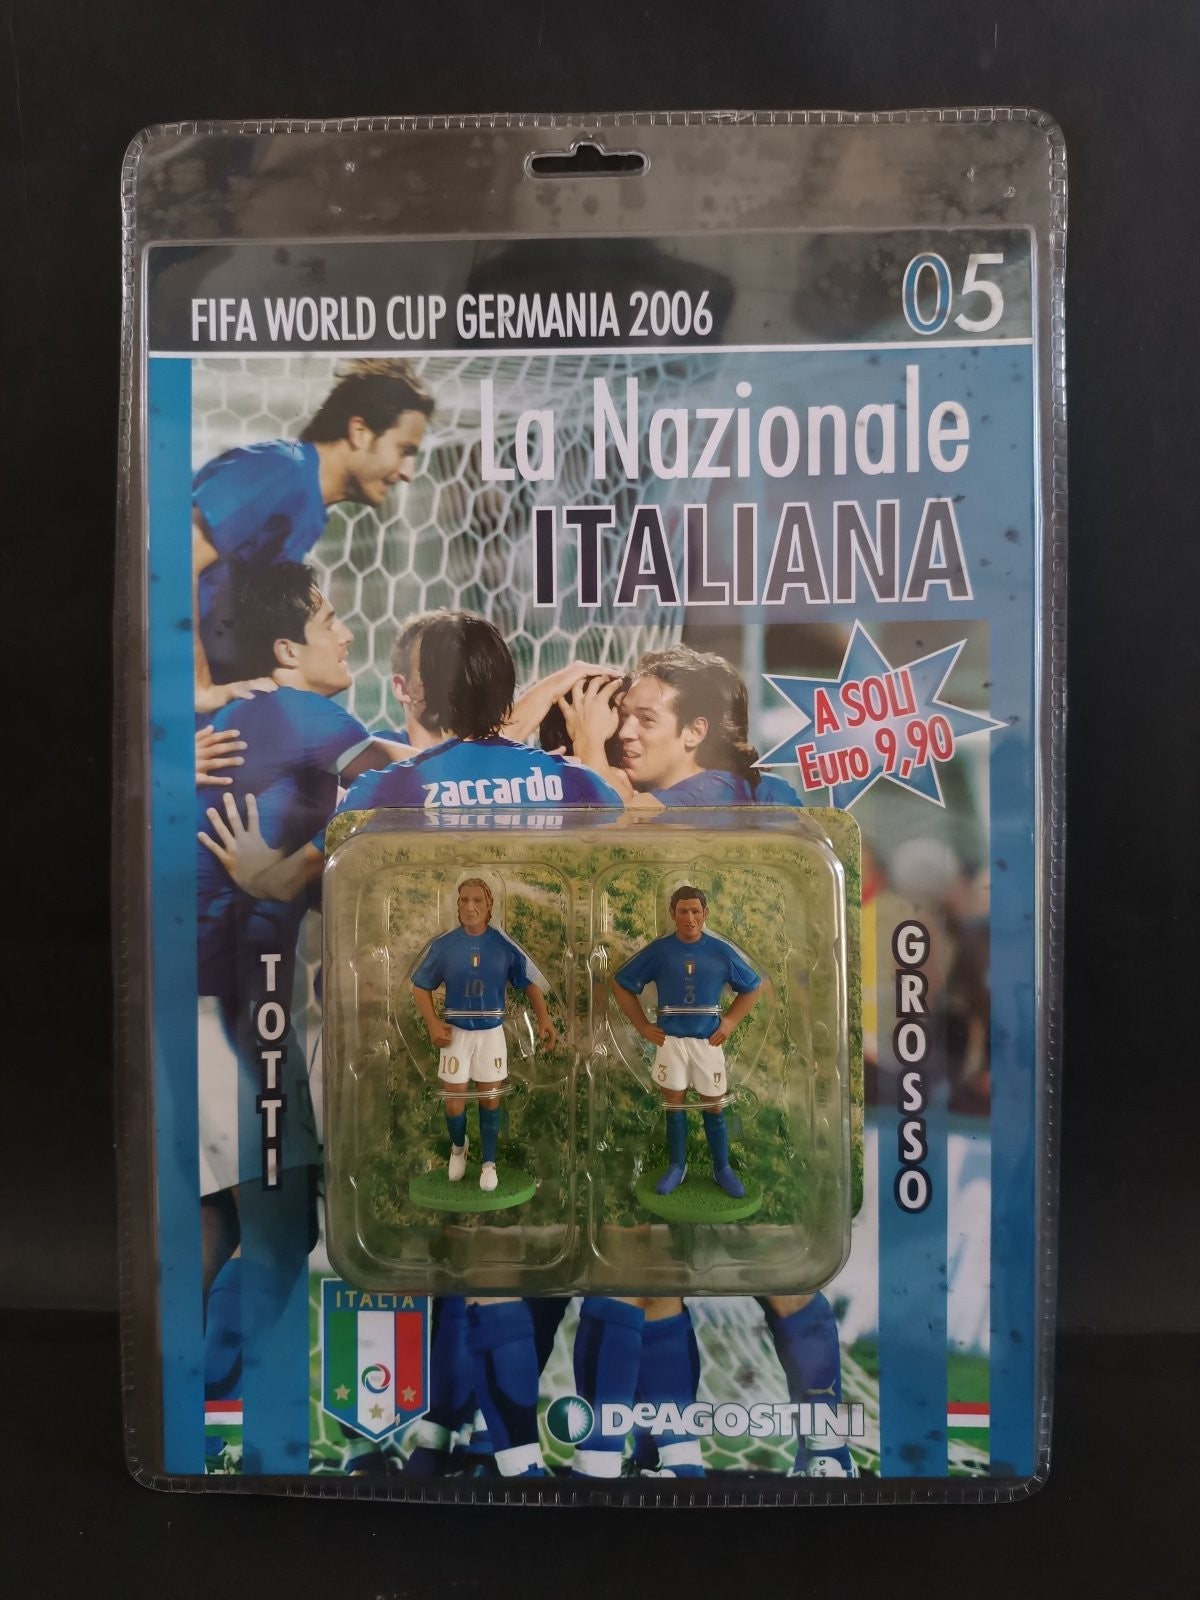 FIFA WORLD CUP GERMANIA 2006
05
La Nazionale
ITALIANA
A SOLI
Euro 9,90
zaccardo
TOTTI
GROSSO
10
3
10
3
ITALIA
DeAGOSTINI